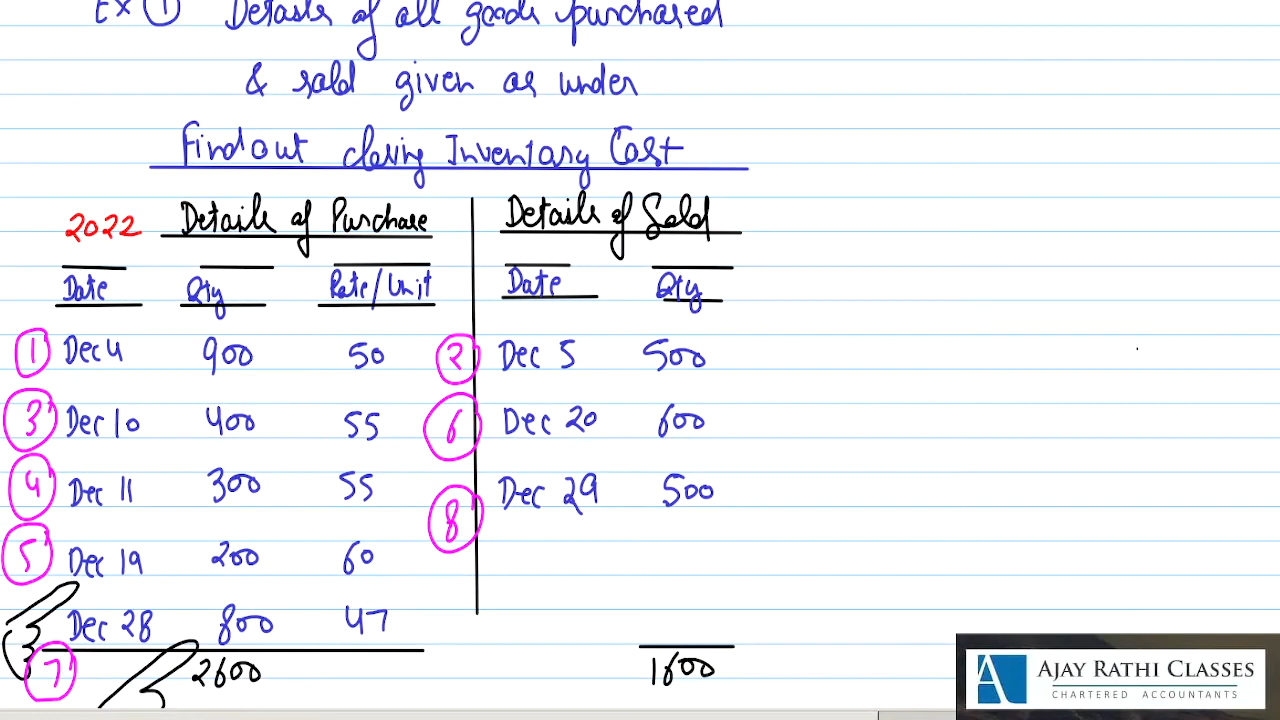 Ex ① Details of all goods purchased
& sold given as under
Find out closing Inventory Cost
2022 Details of Purchase Details of Sold
Date Qty Rate/Unit Date Qty
1 Dec 4 900 50 2 Dec 5 500
3 Dec 10 400 55 6 Dec 20 600
4 Dec 11 300 55 8 Dec 29 500
5 Dec 19 200 60
Dec 28 800 47
7 2600 1600
AJAY RATHI CLASSES
CHARTERED ACCOUNTANTS